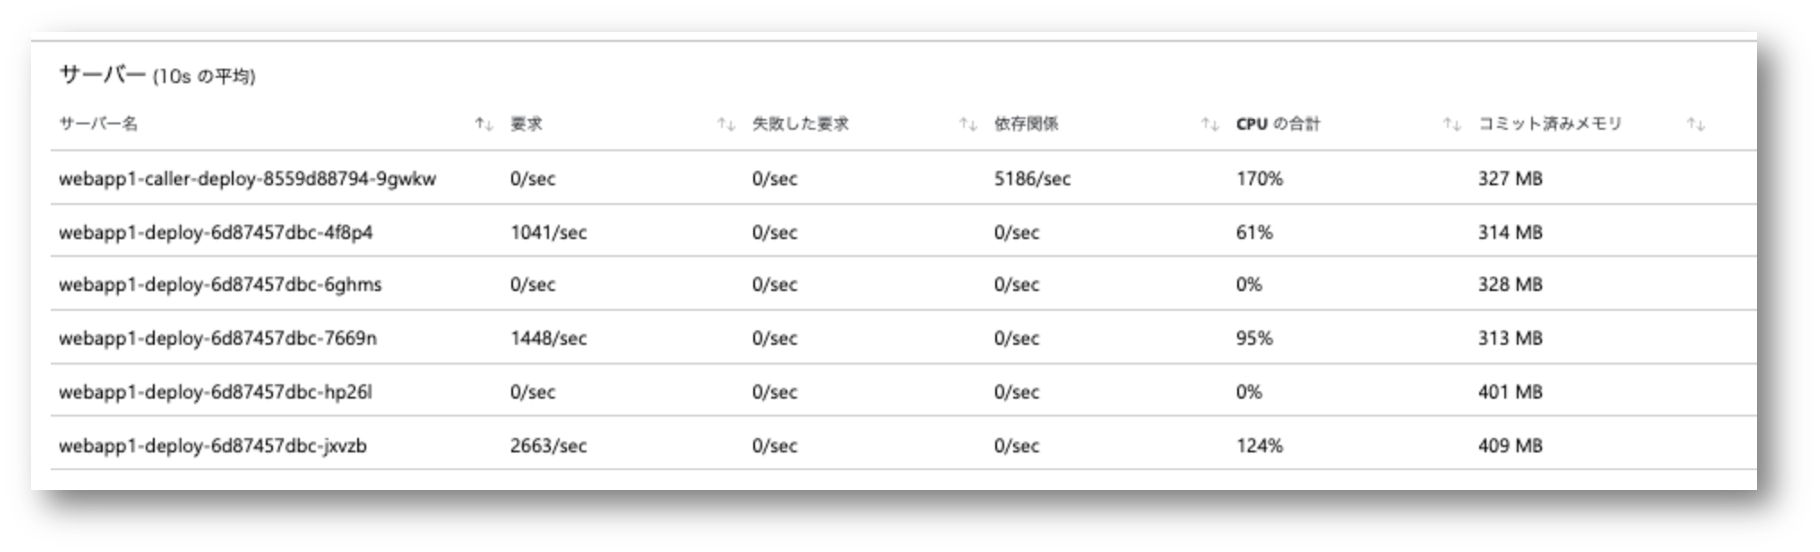 サーバー (10s の平均)
サーバー名 ↑↓ 要求 ↑↓ 失敗した要求 ↑↓ 依存関係 ↑↓ CPU の合計 ↑↓ コミット済みメモリ ↑↓
webapp1-caller-deploy-8559d88794-9gwkw 0/sec 0/sec 5186/sec 170% 327 MB
webapp1-deploy-6d87457dbc-4f8p4 1041/sec 0/sec 0/sec 61% 314 MB
webapp1-deploy-6d87457dbc-6ghms 0/sec 0/sec 0/sec 0% 328 MB
webapp1-deploy-6d87457dbc-7669n 1448/sec 0/sec 0/sec 95% 313 MB
webapp1-deploy-6d87457dbc-hp26l 0/sec 0/sec 0/sec 0% 401 MB
webapp1-deploy-6d87457dbc-jxvzb 2663/sec 0/sec 0/sec 124% 409 MB